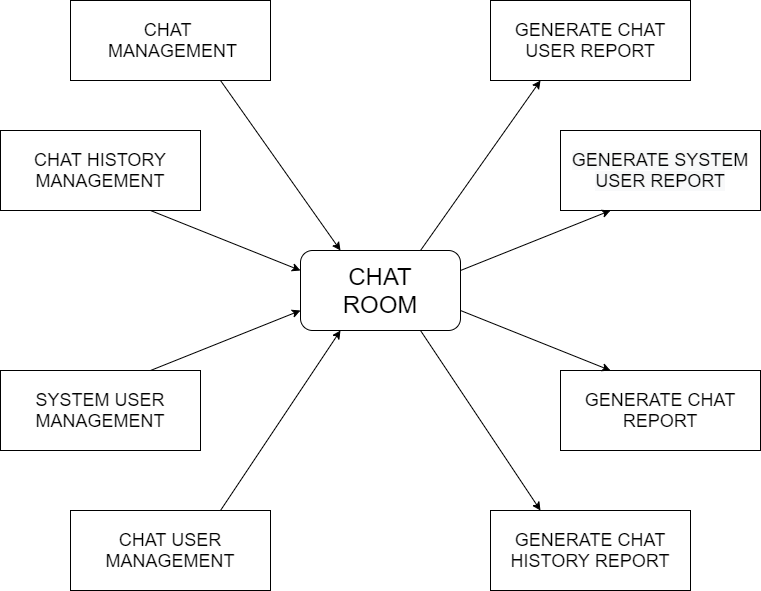 CHAT
MANAGEMENT
GENERATE CHAT
USER REPORT
CHAT HISTORY
MANAGEMENT
GENERATE SYSTEM
USER REPORT
CHAT
ROOM
SYSTEM USER
MANAGEMENT
GENERATE CHAT
REPORT
CHAT USER
MANAGEMENT
GENERATE CHAT
HISTORY REPORT